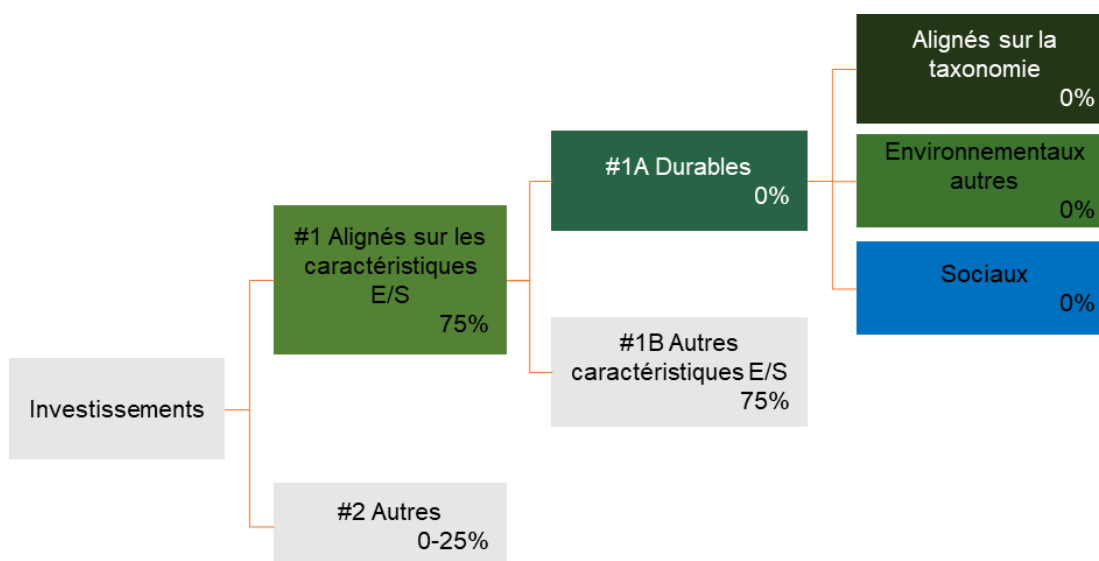 Investissements
#1 Alignés sur les
caractéristiques
E/S
75%
#2 Autres
0-25%
#1A Durables
0%
#1B Autres
caractéristiques E/S
75%
Alignés sur la
taxonomie
0%
Environnementaux
autres
0%
Sociaux
0%